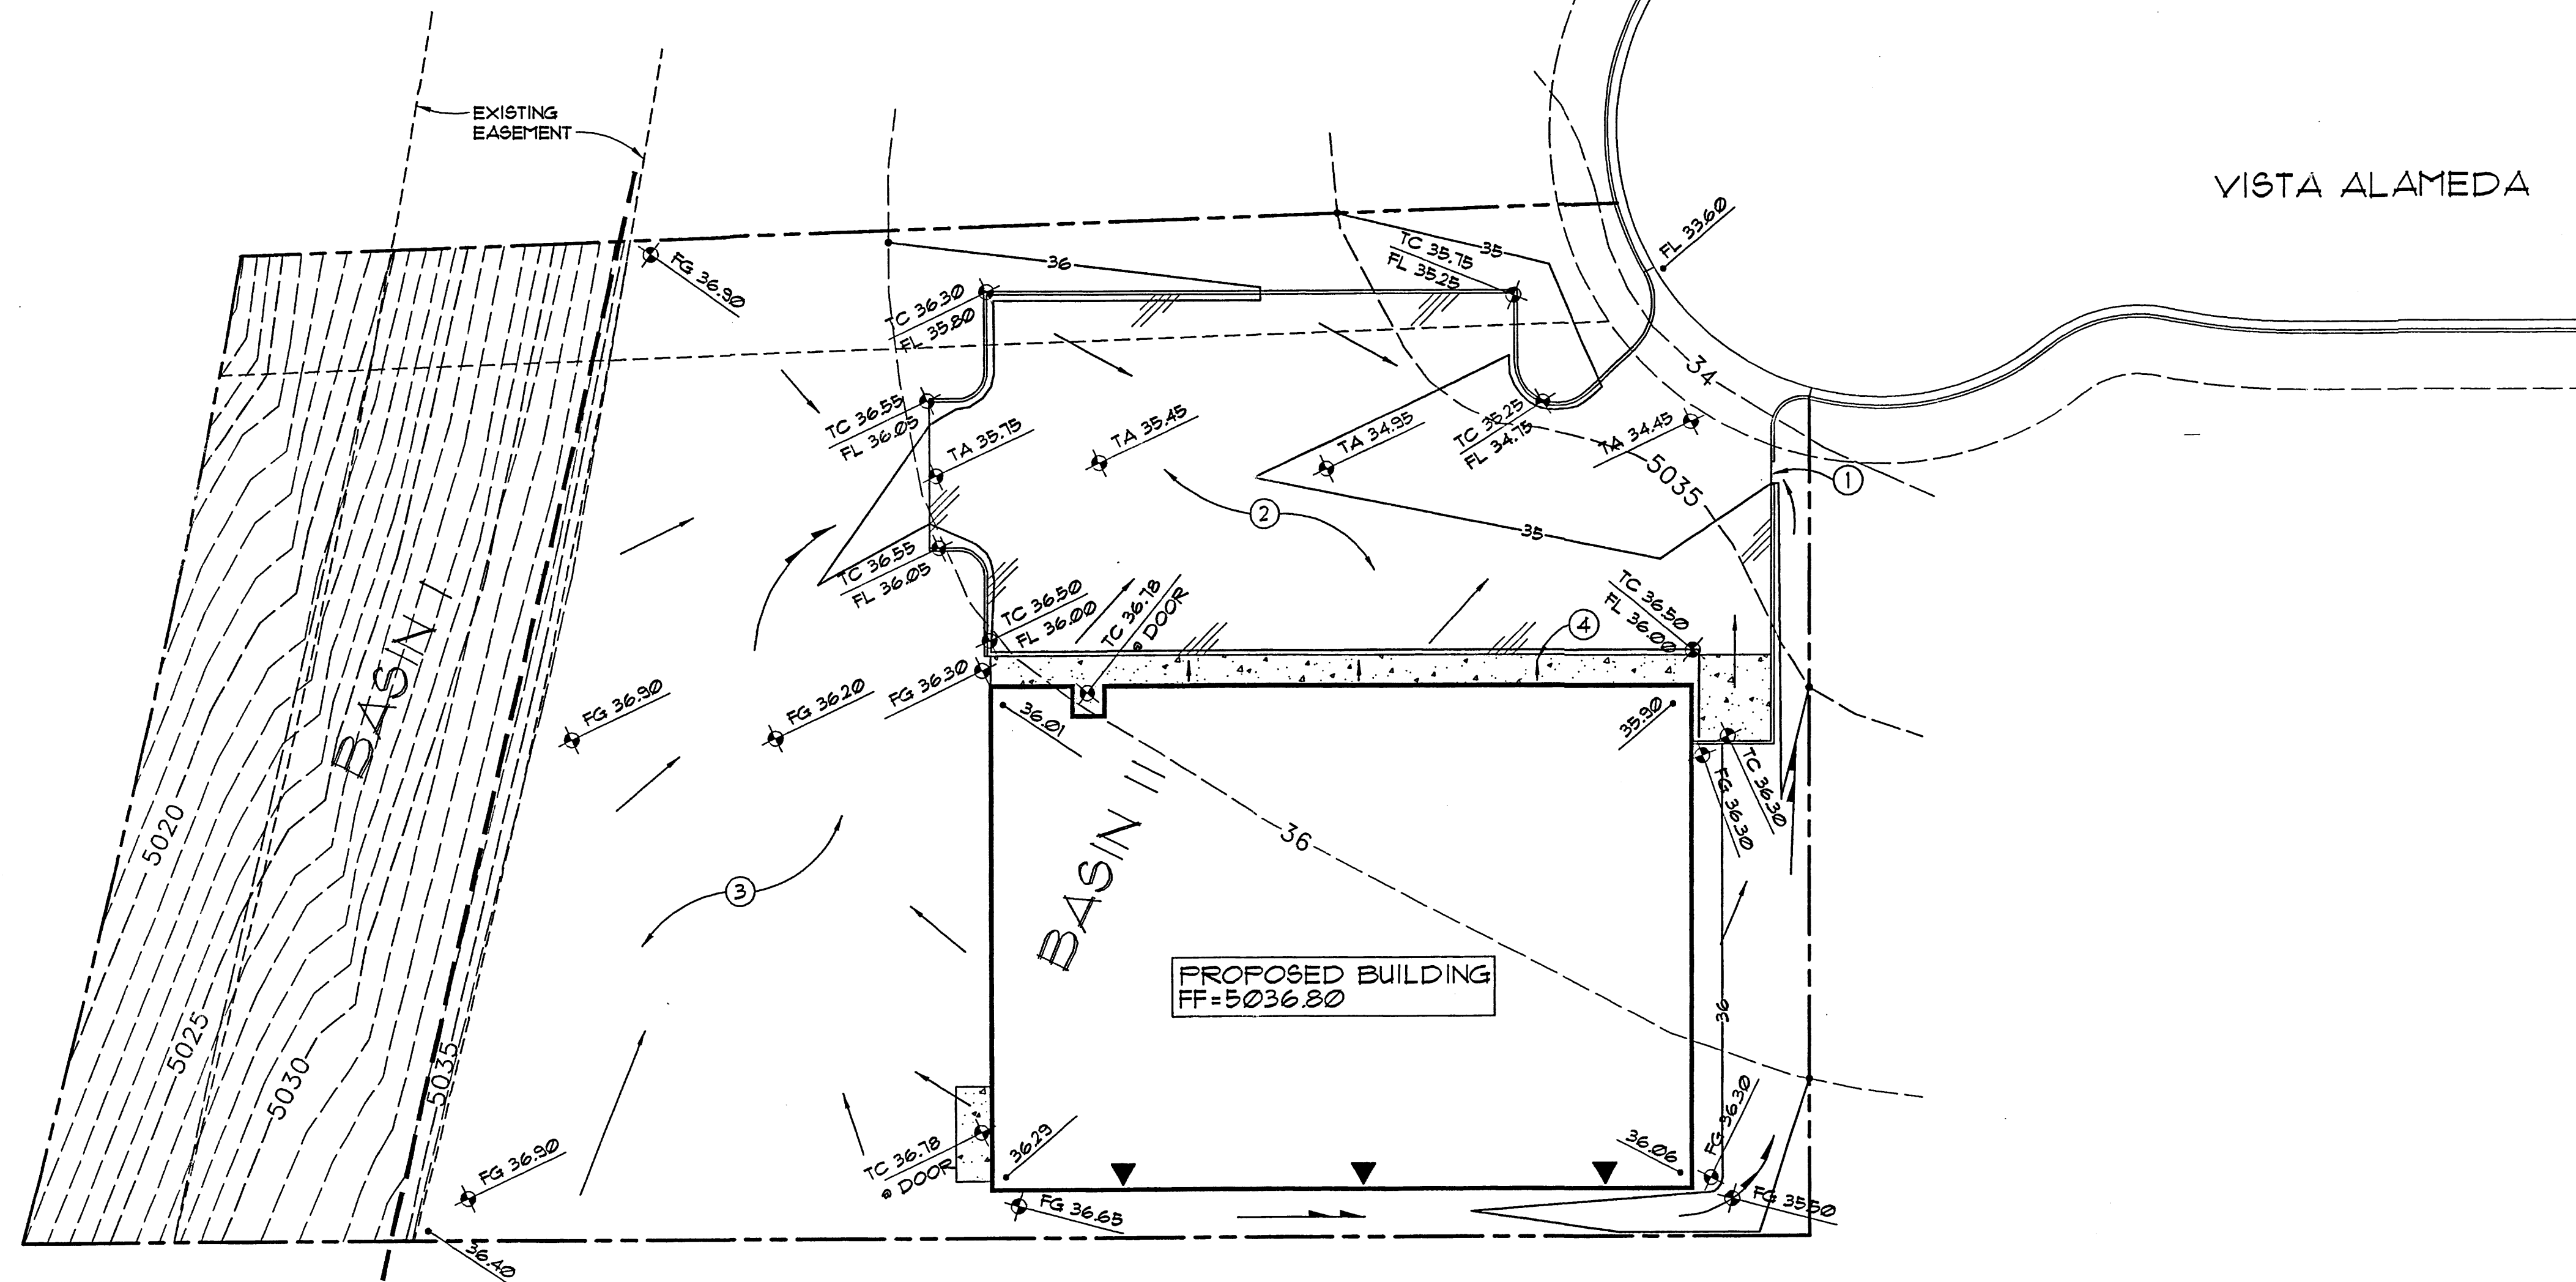 EXISTING
EASEMENT
VISTA ALAMEDA
FL 33.60
FG 36.90
36
35
TC 35.75
FL 35.25
TC 36.30
FL 35.80
34
TC 36.55
FL 36.05
TA 35.75
TA 35.45
TA 34.95
TC 35.25
FL 34.75
TA 34.45
5035
1
2
35
TC 36.55
FL 36.05
TC 36.50
FL 36.00
TC 36.78
@ DOOR
TC 36.50
FL 36.00
4
BASIN I
FG 36.90
FG 36.20
FG 36.30
36.01
35.90
TC 36.30
FG 36.30
BASIN III
36
5020
3
PROPOSED BUILDING
FF=5036.80
36
5025
5030
5035
TC 36.78
@ DOOR
36.29
36.06
FG 36.30
FG 36.90
FG 36.65
FG 35.50
36.40